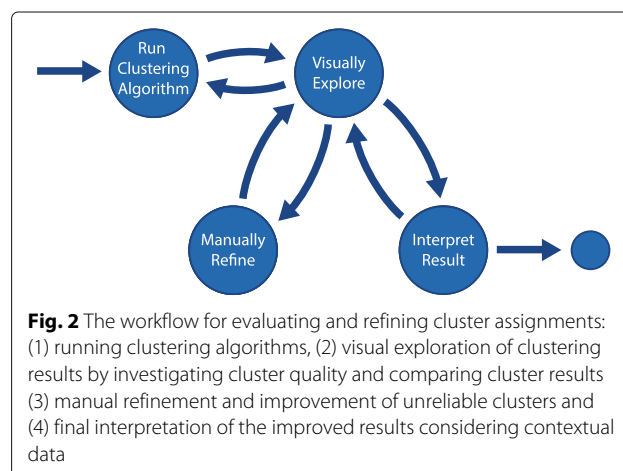 Run
Clustering
Algorithm
Visually
Explore
Manually
Refine
Interpret
Result
Fig. 2 The workflow for evaluating and refining cluster assignments:
(1) running clustering algorithms, (2) visual exploration of clustering
results by investigating cluster quality and comparing cluster results
(3) manual refinement and improvement of unreliable clusters and
(4) final interpretation of the improved results considering contextual
data